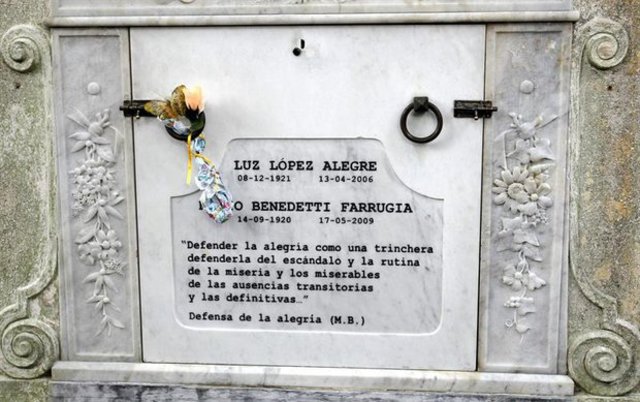 LUZ LÓPEZ ALEGRE
08-12-1921 13-04-2006
O BENEDETTI FARRUGIA
14-09-1920 17-05-2009
"Defender la alegria como una trinchera
defenderla del escándalo y la rutina
de la miseria y los miserables
de las ausencias transitorias
y las definitivas…"
Defensa de la alegria (M.B.)